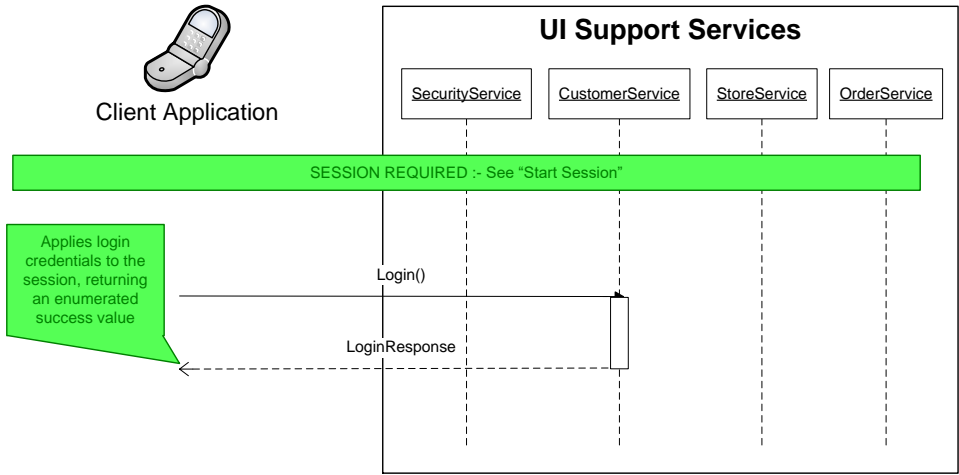 UI Support Services
Client Application
SecurityService
CustomerService
StoreService
OrderService
SESSION REQUIRED :- See “Start Session”
Applies login
credentials to the
session, returning
an enumerated
success value
Login()
LoginResponse